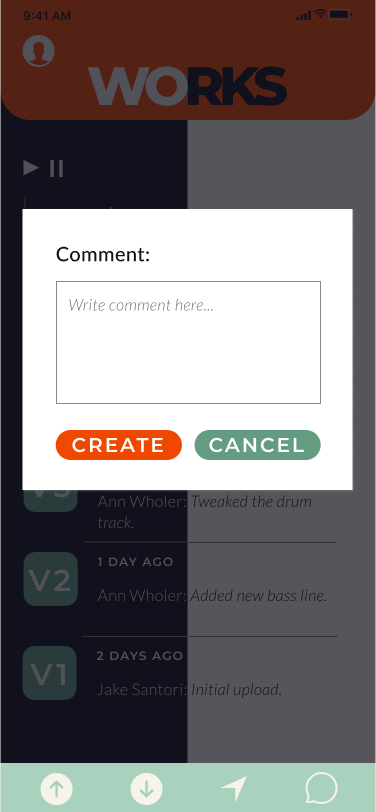 9:41 AM
WORKS
Comment:
Write comment here...
CREATE
CANCEL
Ann Wholer: Tweaked the drum
track.
V2
1 DAY AGO
Ann Wholer: Added new bass line.
V1
2 DAYS AGO
Jake Santori: Initial upload.